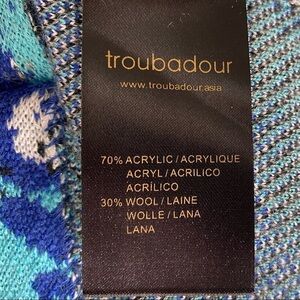 troubadour
www.troubadour.asia
70% ACRYLIC / ACRYLIQUE
ACRYL / ACRILICO
ACRÍLICO
30% WOOL / LAINE
WOLLE / LANA
LANA